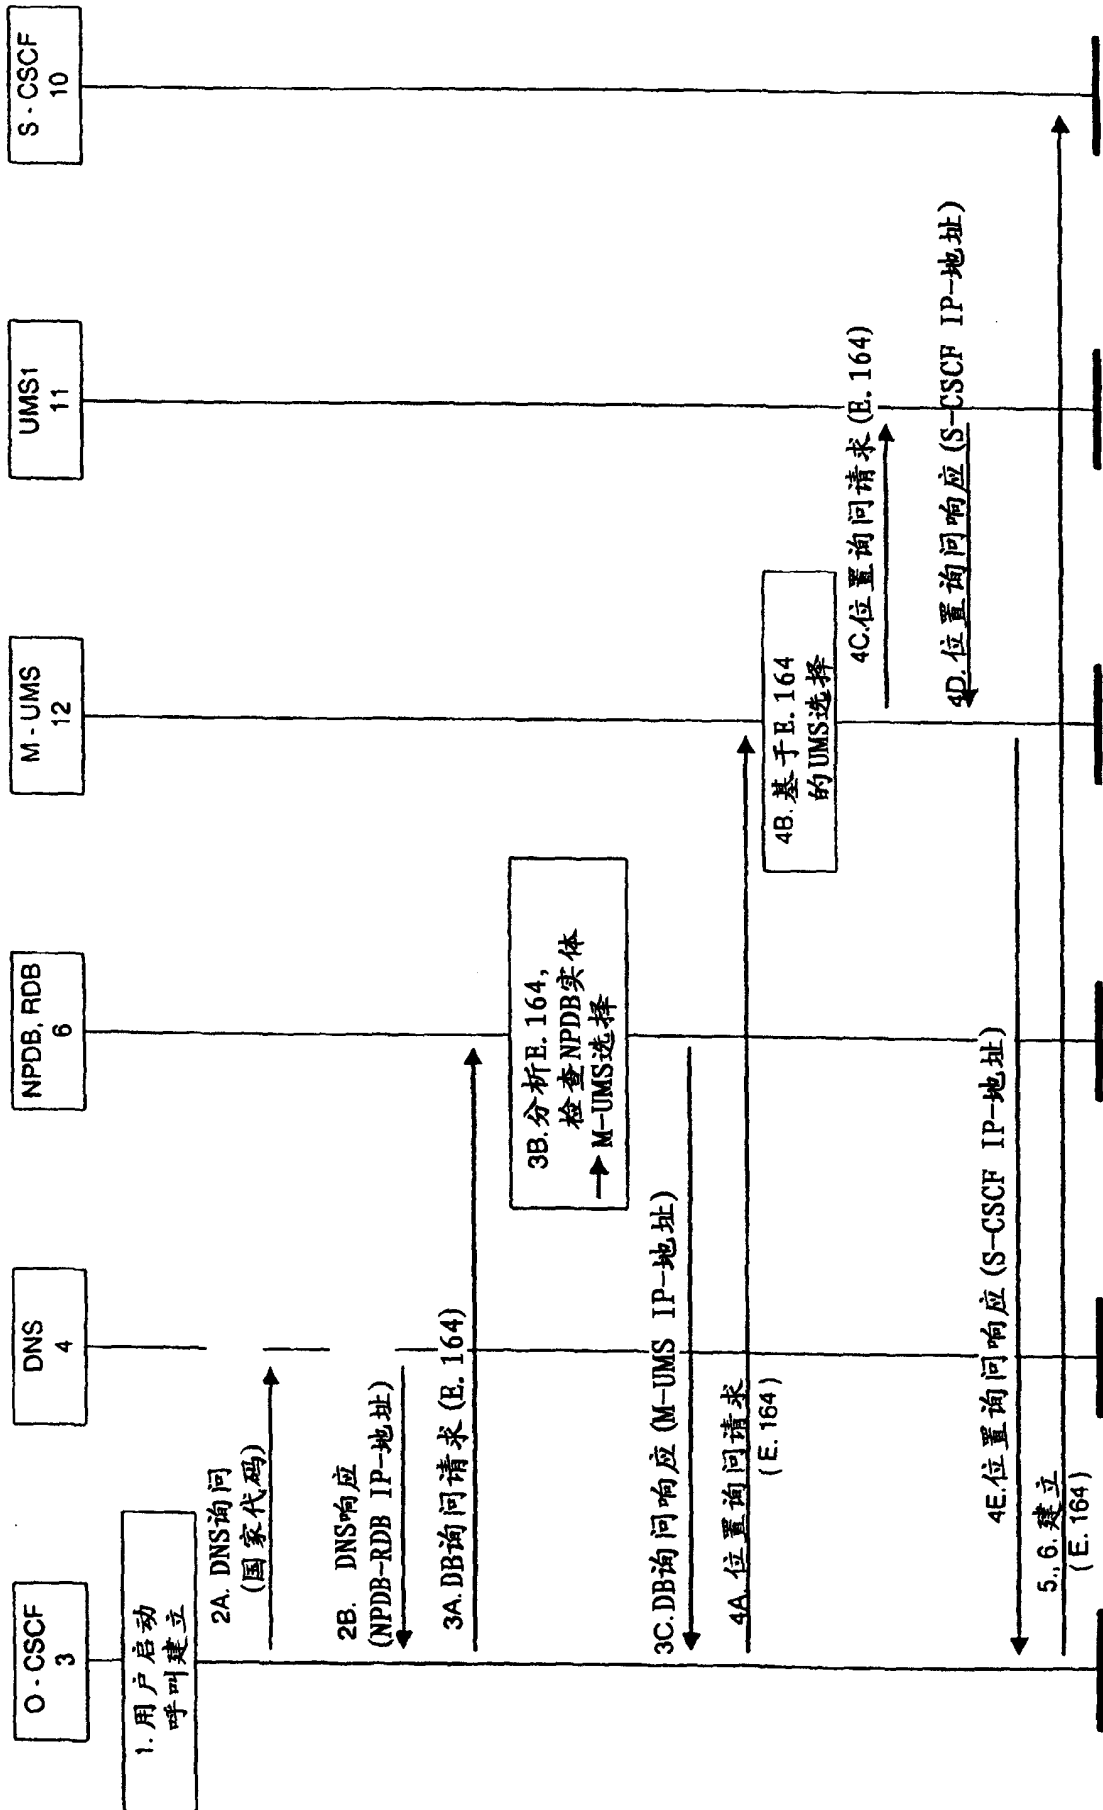 O - CSCF
3
DNS
4
NPDB, RDB
6
M - UMS
12
UMS1
11
S - CSCF
10
1. 用户启动
呼叫建立
2A. DNS询问
(国家代码)
2B. DNS响应
(NPDB-RDB IP-地址)
3A. DB询问请求 (E. 164)
3B. 分析E. 164,
检查NPDB实体
M-UMS选择
3C. DB询问响应 (M-UMS IP-地址)
4A. 位置询问请求
(E. 164)
4B. 基于E. 164
的UMS选择
4C. 位置询问请求 (E. 164)
4D. 位置询问响应 (S-CSCF IP-地址)
4E. 位置询问响应 (S-CSCF IP-地址)
5., 6. 建立
(E. 164)